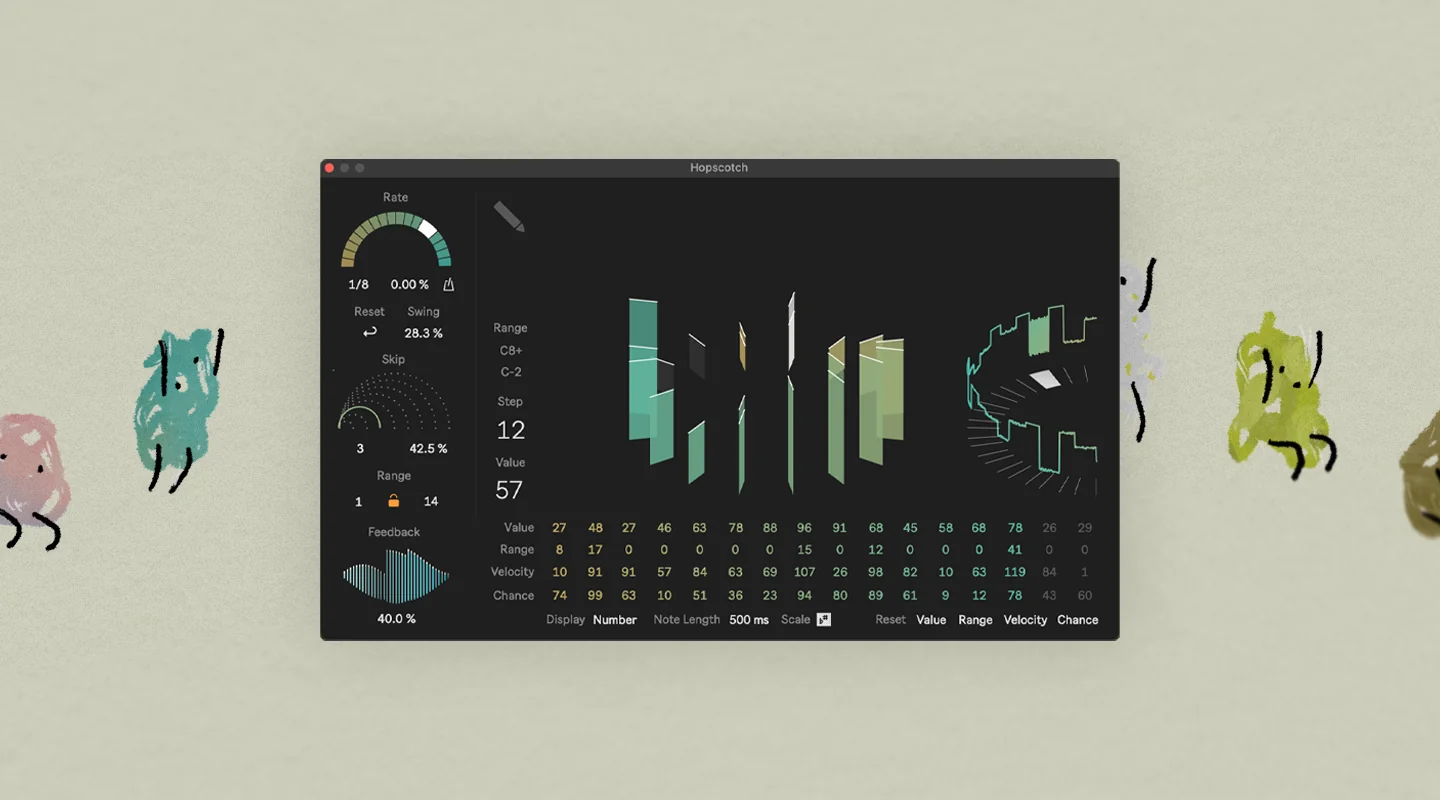 Hopscotch
Rate
1/8 0.00 %
Reset Swing
28.3 %
Skip
3 42.5 %
Range
1 14
Feedback
40.0 %
Range
C8+
C-2
Step
12
Value
57
Value 27 48 27 46 63 78 88 96 91 68 45 58 68 78 26 29
Range 8 17 0 0 0 0 0 15 0 12 0 0 0 41 0 0
Velocity 10 91 91 57 84 63 69 107 26 98 82 10 63 119 84 1
Chance 74 99 63 10 51 36 23 94 80 89 61 9 12 78 43 60
Display Number Note Length 500 ms Scale Reset Value Range Velocity Chance